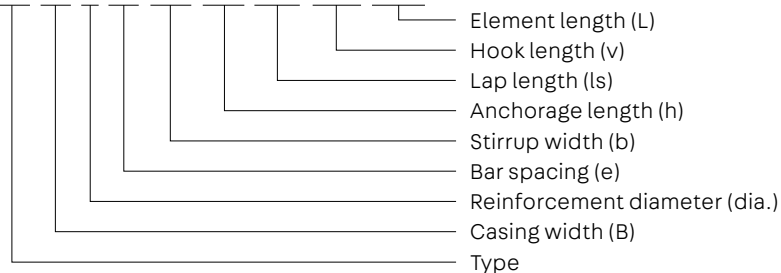 Element length (L)
Hook length (v)
Lap length (ls)
Anchorage length (h)
Stirrup width (b)
Bar spacing (e)
Reinforcement diameter (dia.)
Casing width (B)
Type